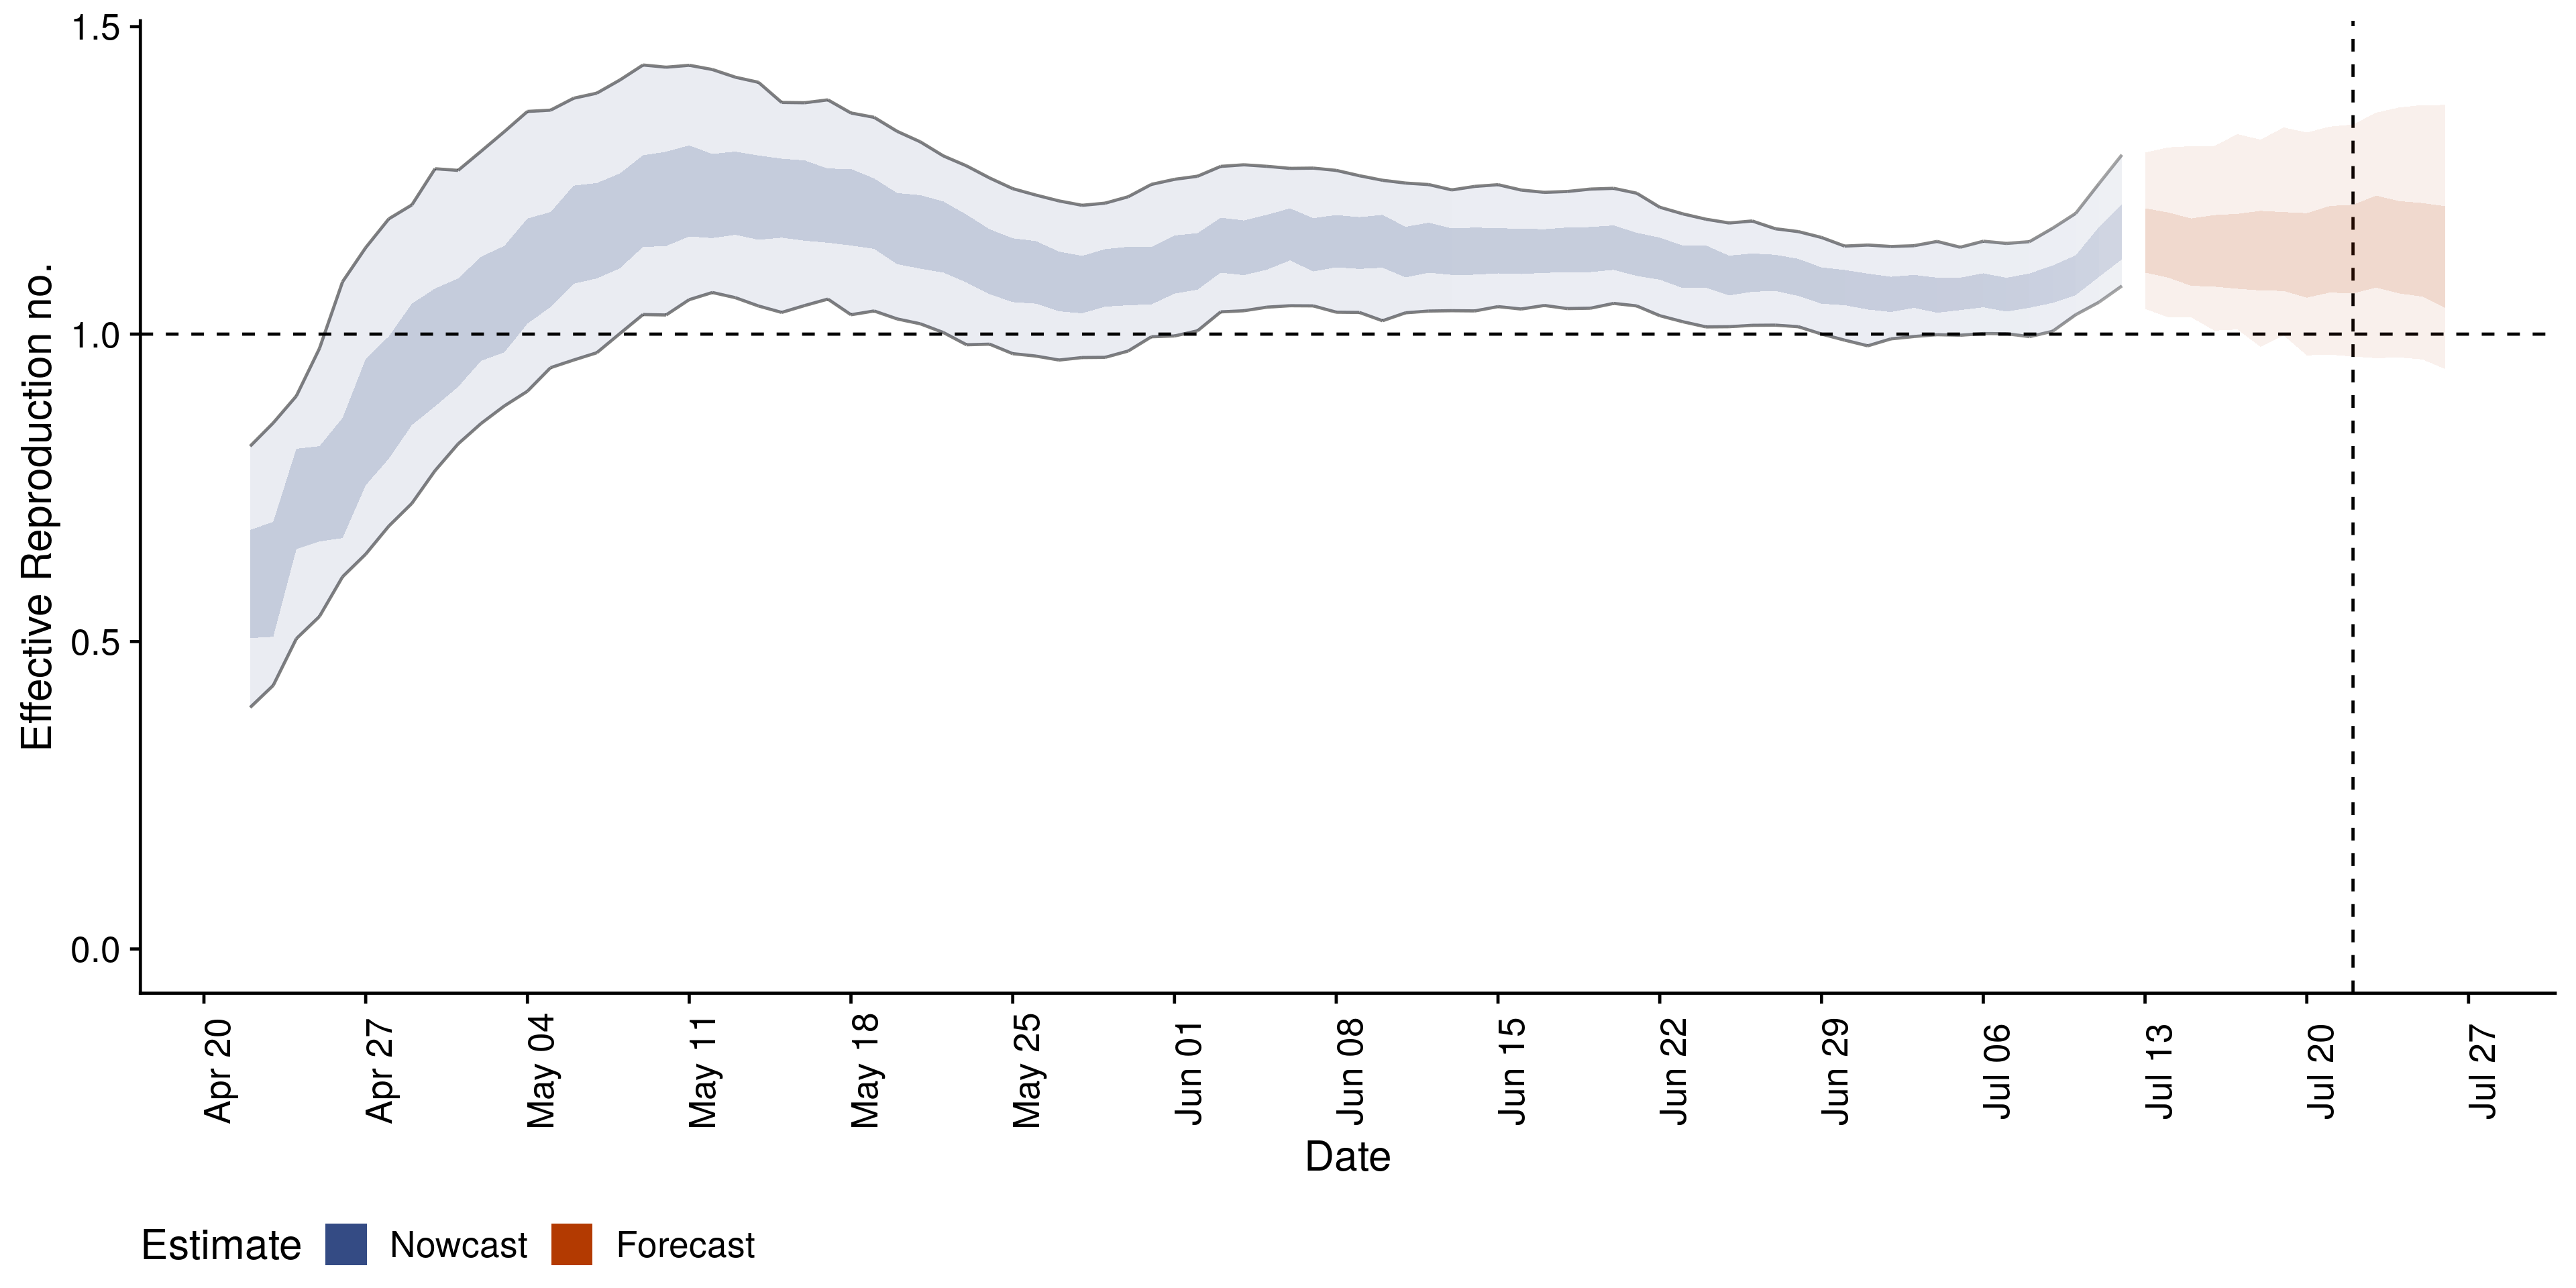 Effective Reproduction no.
1.5
1.0
0.5
0.0
Apr 20
Apr 27
May 04
May 11
May 18
May 25
Jun 01
Jun 08
Jun 15
Jun 22
Jun 29
Jul 06
Jul 13
Jul 20
Jul 27
Date
Estimate Nowcast Forecast